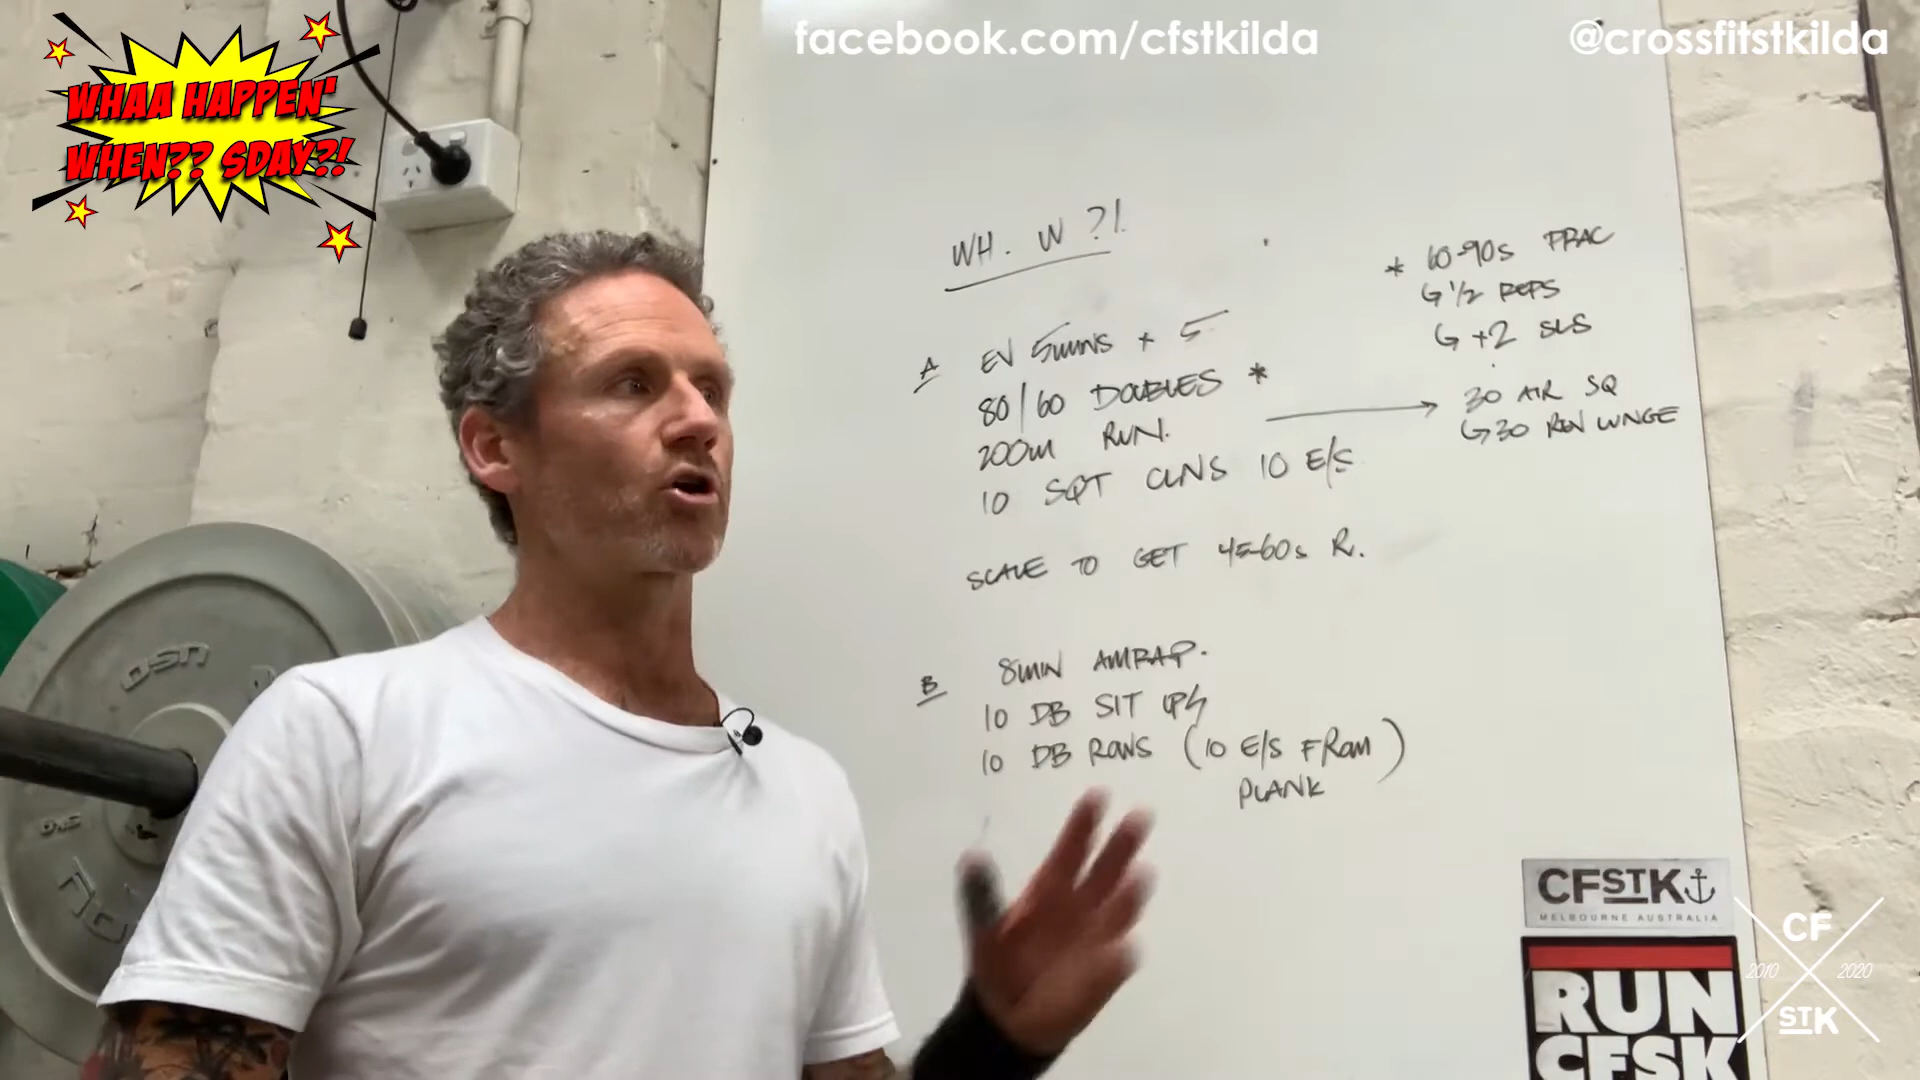 WHAA HAPPEN'
WHEN?? SDAY?!
facebook.com/cfstkilda
@crossfitstkilda
WH. W ?!.
A EV 5MINS * 5
80/60 DOUBLES *
200m RUN.
10 SQT CLNS 10 E/S
SCALE TO GET 45-60s R.
* 60-90s PRAC
↳ 1/2 REPS
↳ +2 SLS
→ 30 AIR SQ
↳ 30 REV LUNGE
B 8MIN AMRAP.
10 DB SIT UPS
10 DB ROWS (10 E/S FROM
PLANK)
CFSTK
MELBOURNE AUSTRALIA
RUN
CFSK
CF
2010 2020
STK